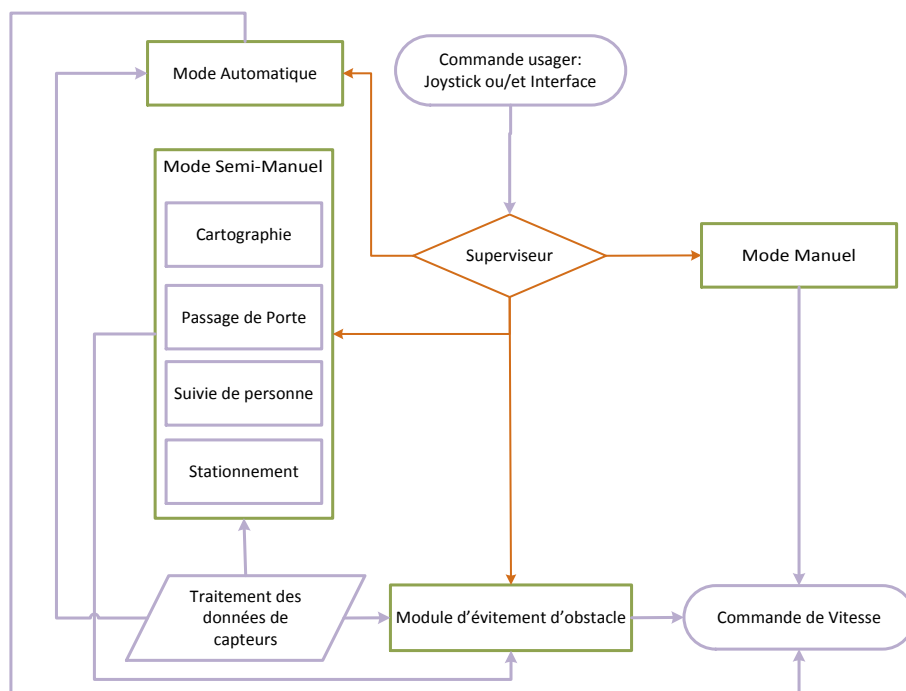 Commande usager:
Joystick ou/et Interface
Mode Automatique
Mode Semi-Manuel
Cartographie
Superviseur
Mode Manuel
Passage de Porte
Suivie de personne
Stationnement
Traitement des
données de
capteurs
Module d’évitement d’obstacle
Commande de Vitesse